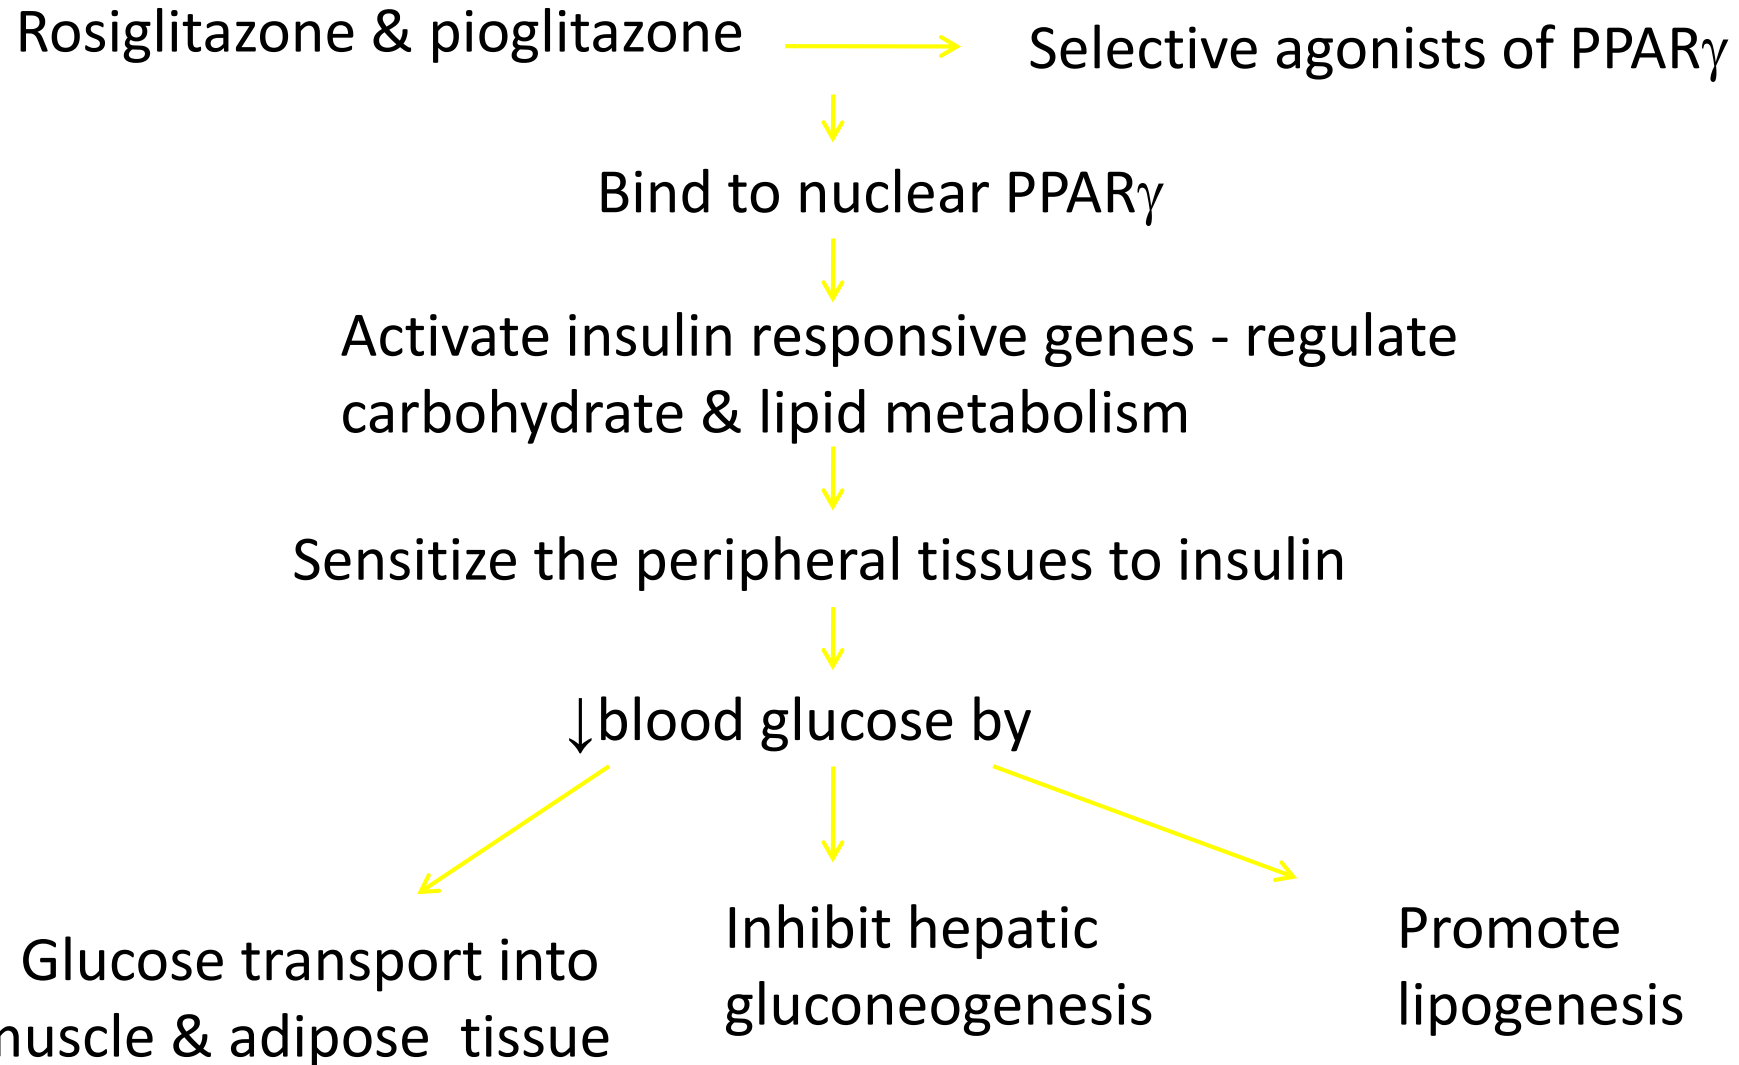 Rosiglitazone & pioglitazone
Selective agonists of PPARγ
Bind to nuclear PPARγ
Activate insulin responsive genes - regulate
carbohydrate & lipid metabolism
Sensitize the peripheral tissues to insulin
↓blood glucose by
Glucose transport into
muscle & adipose tissue
Inhibit hepatic
gluconeogenesis
Promote
lipogenesis